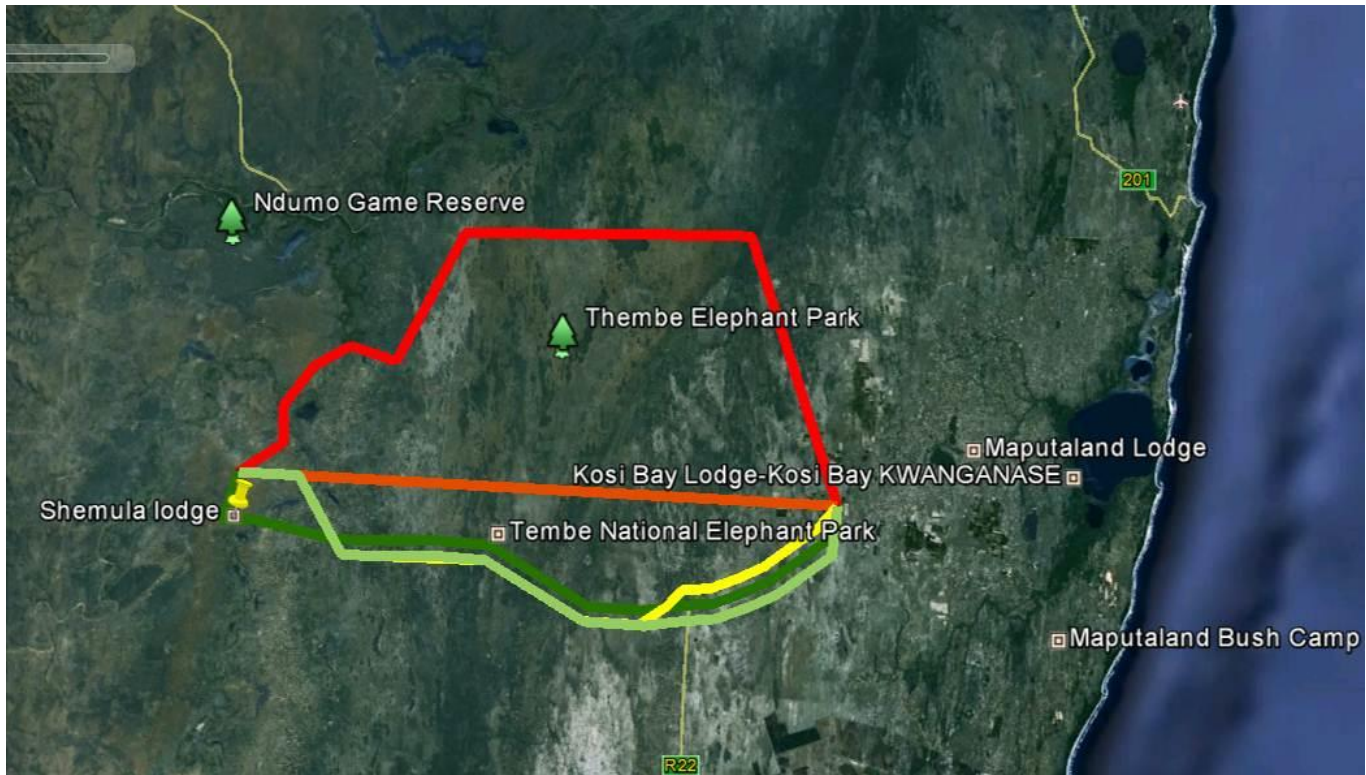 201
Ndumo Game Reserve
Thembe Elephant Park
Maputaland Lodge
Kosi Bay Lodge-Kosi Bay KWANGANASE
Shemula lodge
Tembe National Elephant Park
Maputaland Bush Camp
R22